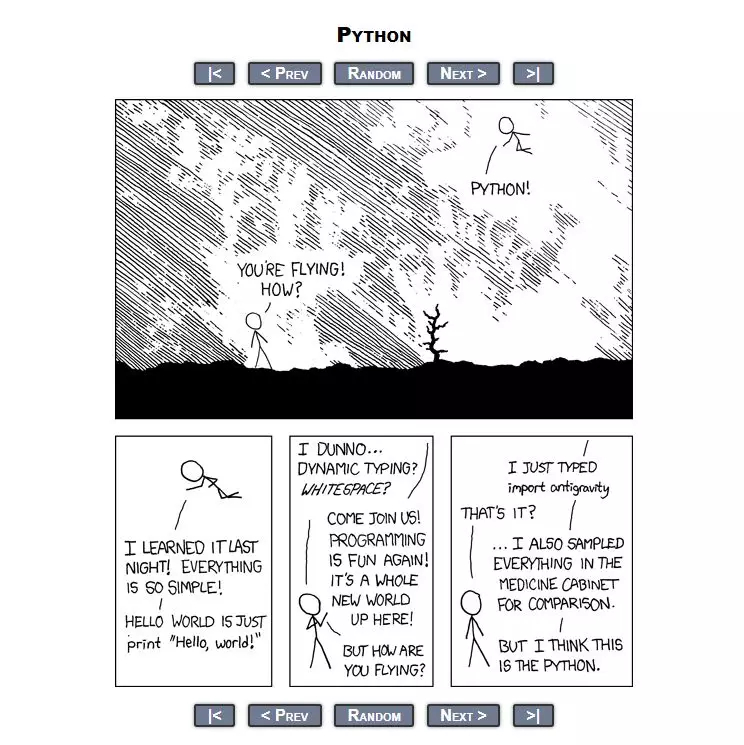 Python
|< < Prev Random Next > >|
PYTHON!
YOU'RE FLYING!
HOW?
I LEARNED IT LAST
NIGHT! EVERYTHING
IS SO SIMPLE!
HELLO WORLD IS JUST
print "Hello, world!"
I DUNNO...
DYNAMIC TYPING?
WHITESPACE?
COME JOIN US!
PROGRAMMING
IS FUN AGAIN!
IT'S A WHOLE
NEW WORLD
UP HERE!
BUT HOW ARE
YOU FLYING?
I JUST TYPED
import antigravity
THAT'S IT?
... I ALSO SAMPLED
EVERYTHING IN THE
MEDICINE CABINET
FOR COMPARISON.
BUT I THINK THIS
IS THE PYTHON.
|< < Prev Random Next > >|